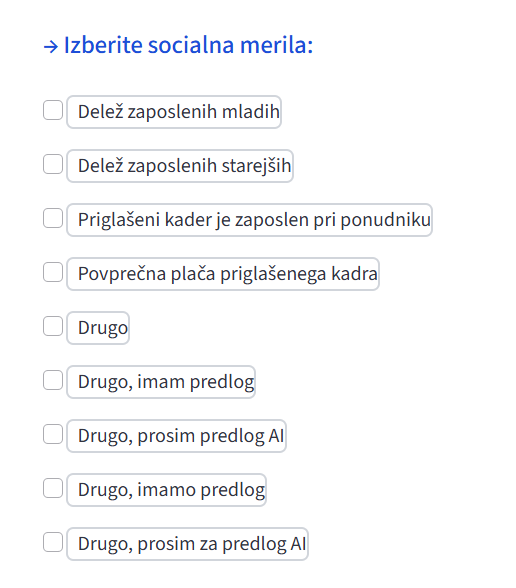 → Izberite socialna merila:
Delež zaposlenih mladih
Delež zaposlenih starejših
Priglašeni kader je zaposlen pri ponudniku
Povprečna plača priglašenega kadra
Drugo
Drugo, imam predlog
Drugo, prosim predlog AI
Drugo, imamo predlog
Drugo, prosim za predlog AI